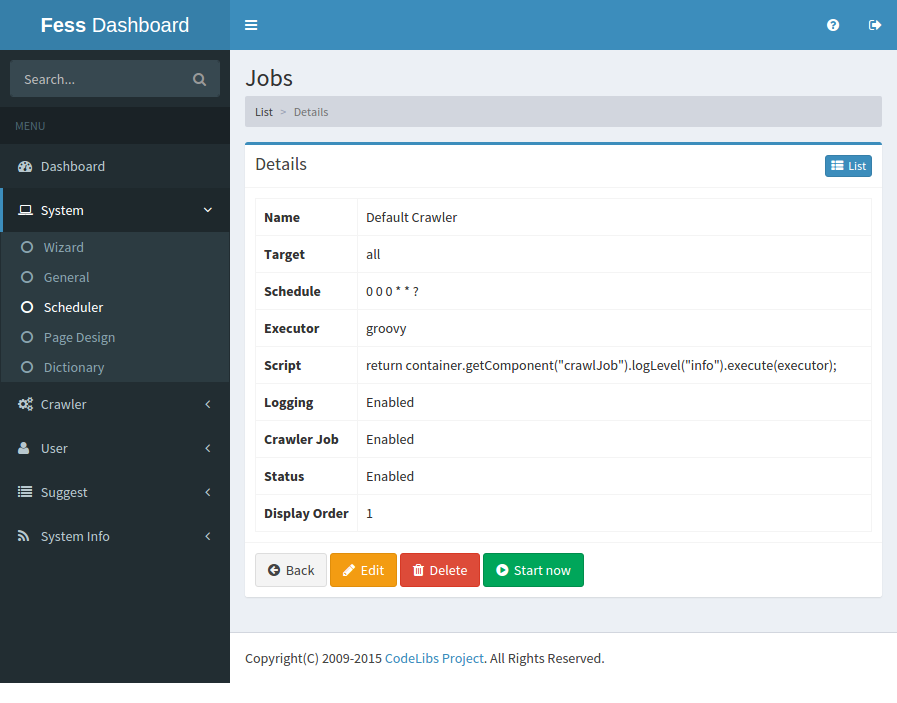 Fess Dashboard
Search...
MENU
Dashboard
System
Wizard
General
Scheduler
Page Design
Dictionary
Crawler
User
Suggest
System Info
Jobs
List > Details
Details
List
Name Default Crawler
Target all
Schedule 0 0 0 * * ?
Executor groovy
Script return container.getComponent("crawlJob").logLevel("info").execute(executor);
Logging Enabled
Crawler Job Enabled
Status Enabled
Display Order 1
Back Edit Delete Start now
Copyright(C) 2009-2015 CodeLibs Project. All Rights Reserved.